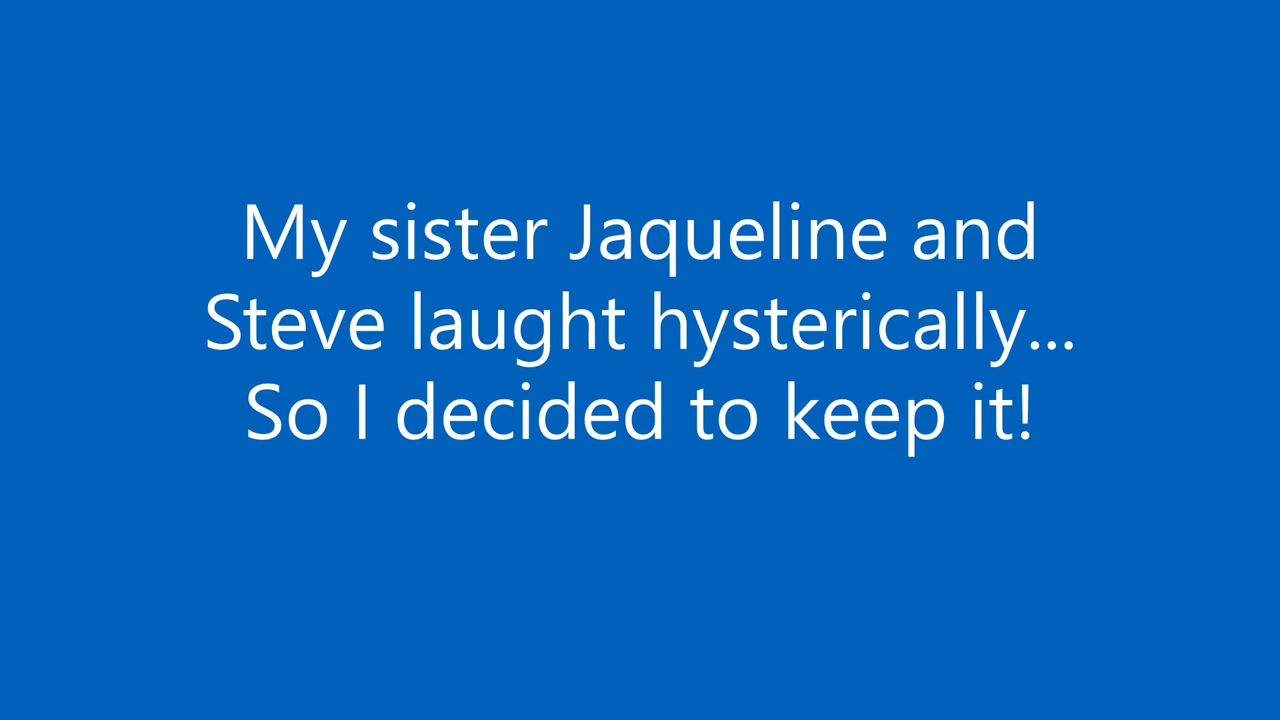 My sister Jaqueline and
Steve laught hysterically...
So I decided to keep it!